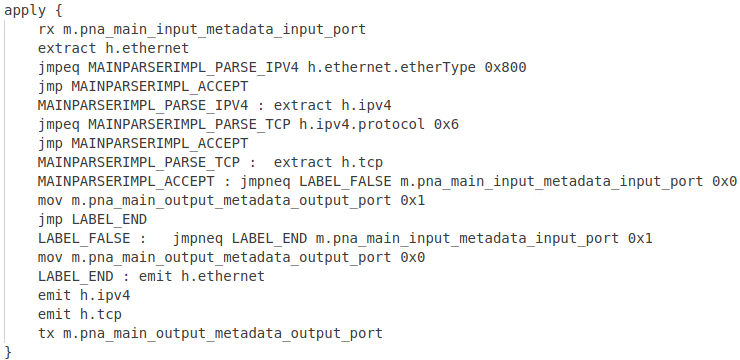 apply {
    rx m.pna_main_input_metadata_input_port
    extract h.ethernet
    jmpeq MAINPARSERIMPL_PARSE_IPV4 h.ethernet.etherType 0x800
    jmp MAINPARSERIMPL_ACCEPT
    MAINPARSERIMPL_PARSE_IPV4 : extract h.ipv4
    jmpeq MAINPARSERIMPL_PARSE_TCP h.ipv4.protocol 0x6
    jmp MAINPARSERIMPL_ACCEPT
    MAINPARSERIMPL_PARSE_TCP :  extract h.tcp
    MAINPARSERIMPL_ACCEPT : jmpneq LABEL_FALSE m.pna_main_input_metadata_input_port 0x0
    mov m.pna_main_output_metadata_output_port 0x1
    jmp LABEL_END
    LABEL_FALSE :   jmpneq LABEL_END m.pna_main_input_metadata_input_port 0x1
    mov m.pna_main_output_metadata_output_port 0x0
    LABEL_END : emit h.ethernet
    emit h.ipv4
    emit h.tcp
    tx m.pna_main_output_metadata_output_port
}